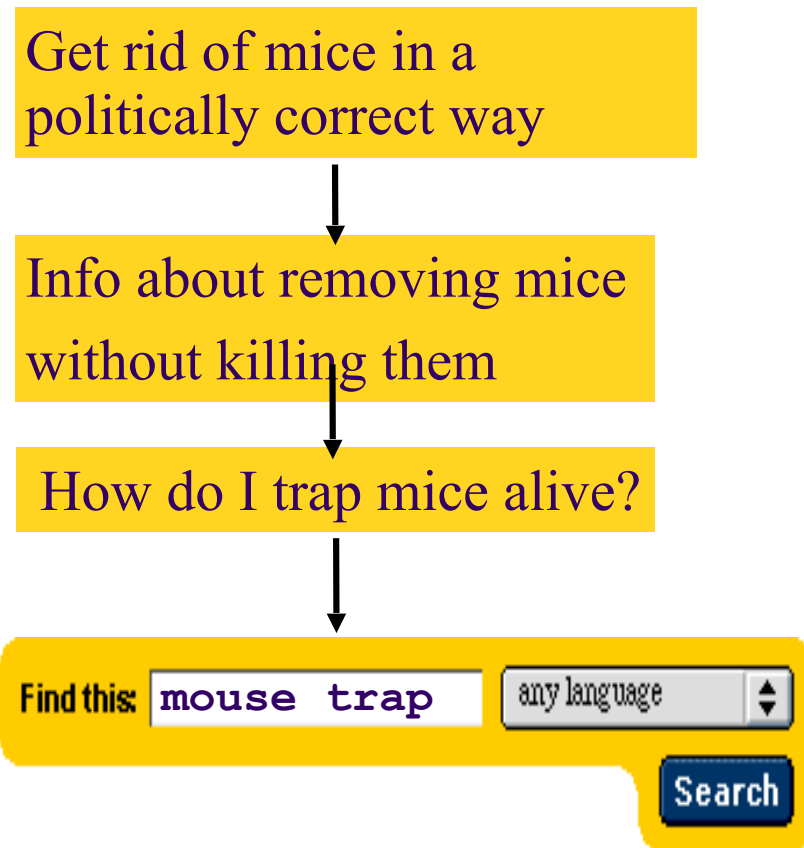 Get rid of mice in a
politically correct way
Info about removing mice
without killing them
How do I trap mice alive?
Find this: mouse trap any language
Search